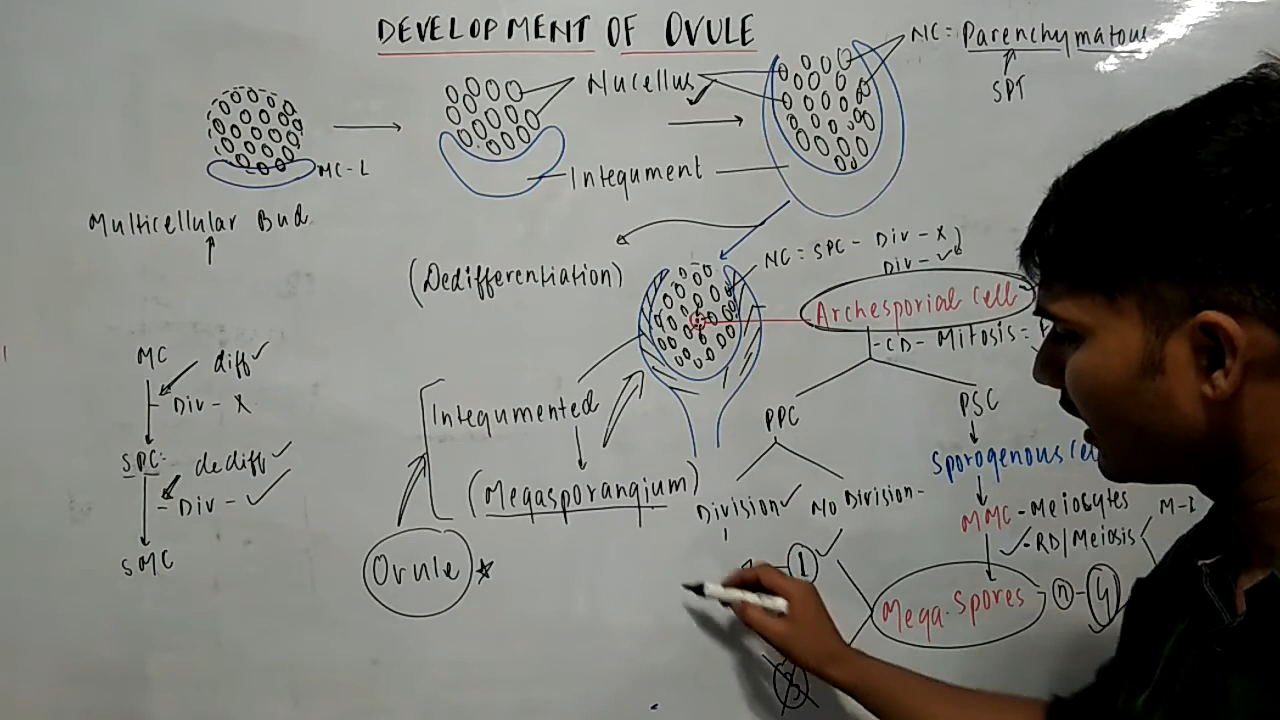 DEVELOPMENT OF OVULE
NC = Parenchymatous
SPT
Nucellus
MC-L
Integument
Multicellular Bud
(Dedifferentiation)
NC = SPC - Div - X
Div - ✓
Archesporial Cell
CD - Mitosis =
MC
diff ✓
Div - X
SPC
dediff ✓
Div - ✓
SMC
Integumented
(Megasporangium)
Ovule
PPC
PSC
Division ✓
No Division -
1
Sporogenous
MMC - Meiocytes
✓ - RD/Meiosis
M-I
Mega.Spores
n - 4
3